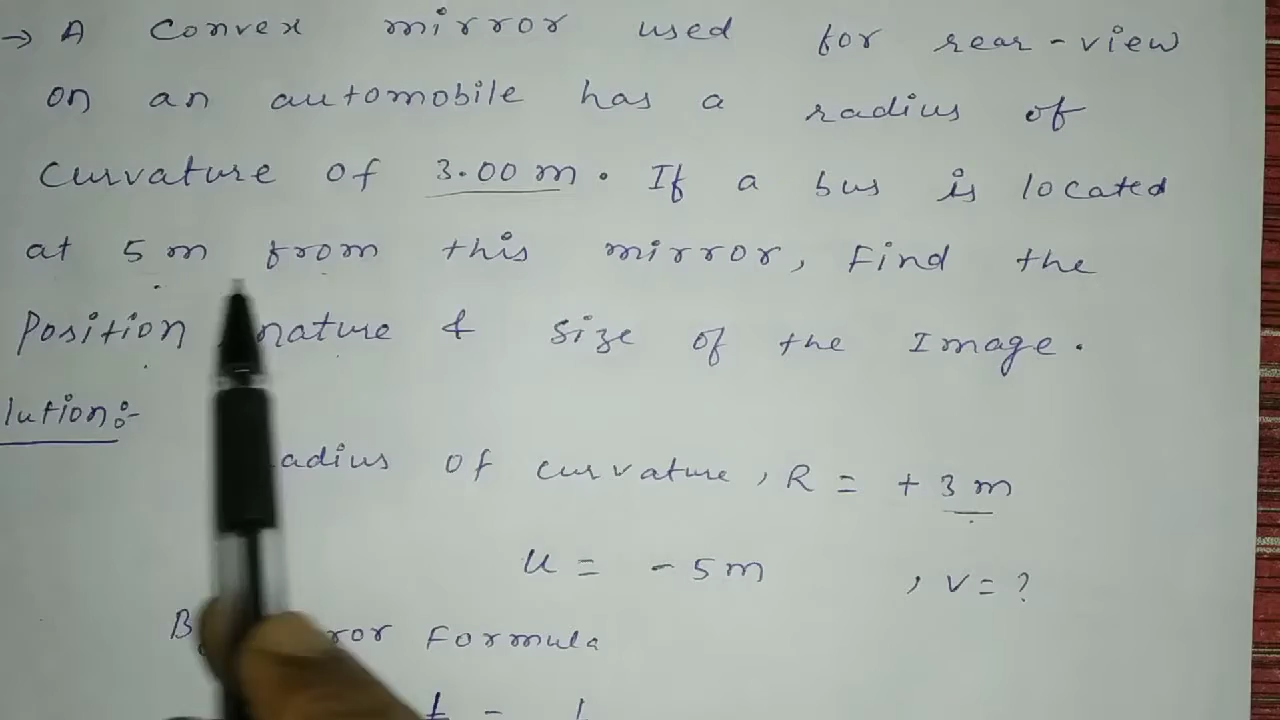 → A convex mirror used for rear-view
on an automobile has a radius of
curvature of 3.00 m. If a bus is located
at 5 m from this mirror, Find the
Position, nature & size of the Image.
lution:-
adius of curvature, R = + 3 m
u = - 5 m , v = ?
ror Formula